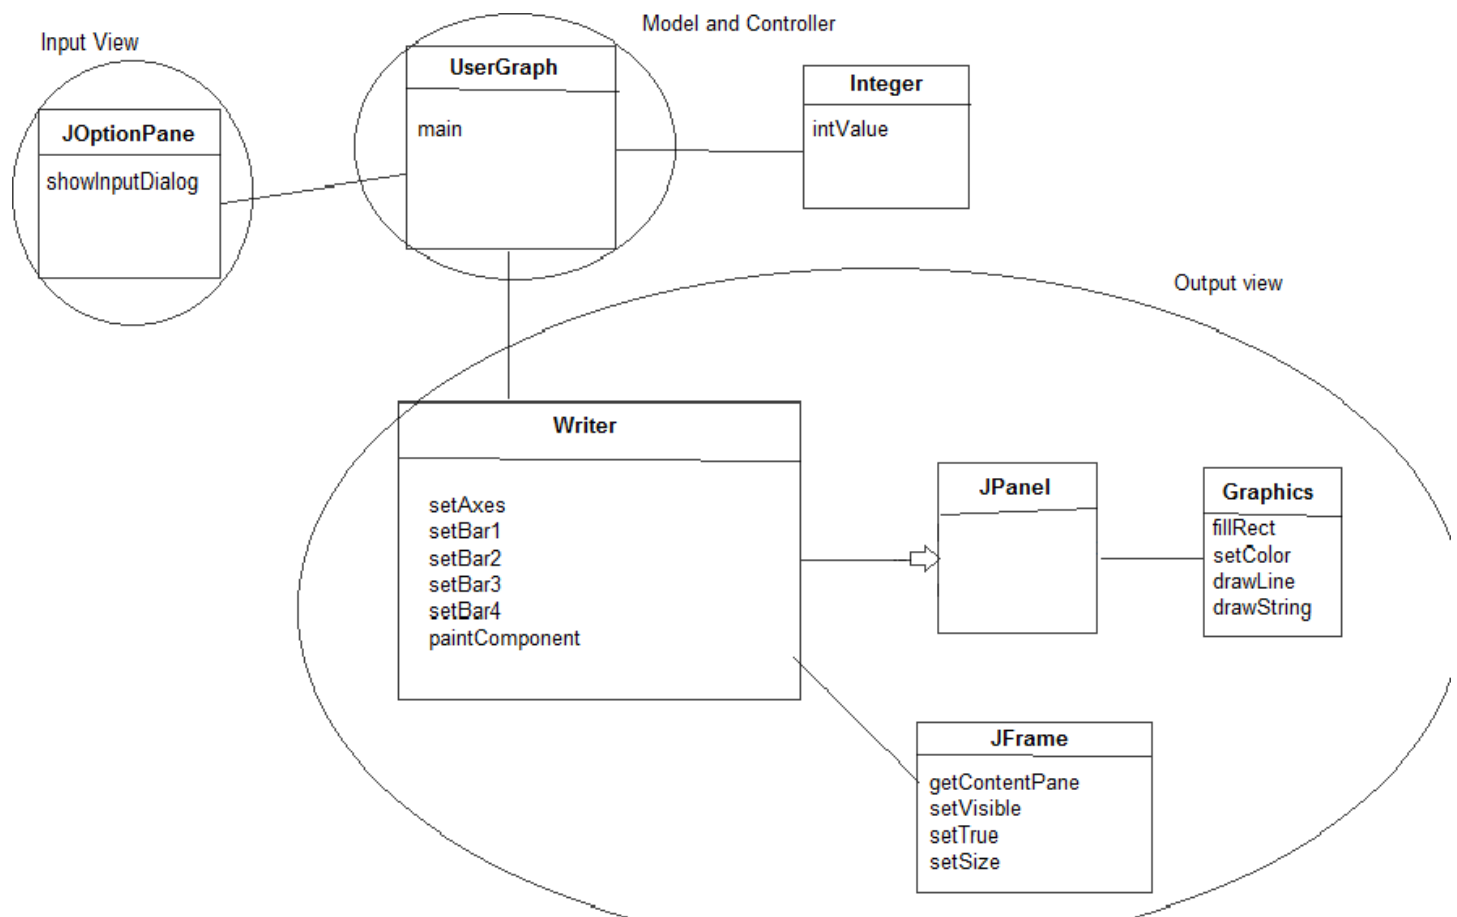 Input View
Model and Controller
JOptionPane
showInputDialog
UserGraph
main
Integer
intValue
Output view
Writer
setAxes
setBar1
setBar2
setBar3
setBar4
paintComponent
JPanel
Graphics
fillRect
setColor
drawLine
drawString
JFrame
getContentPane
setVisible
setTrue
setSize